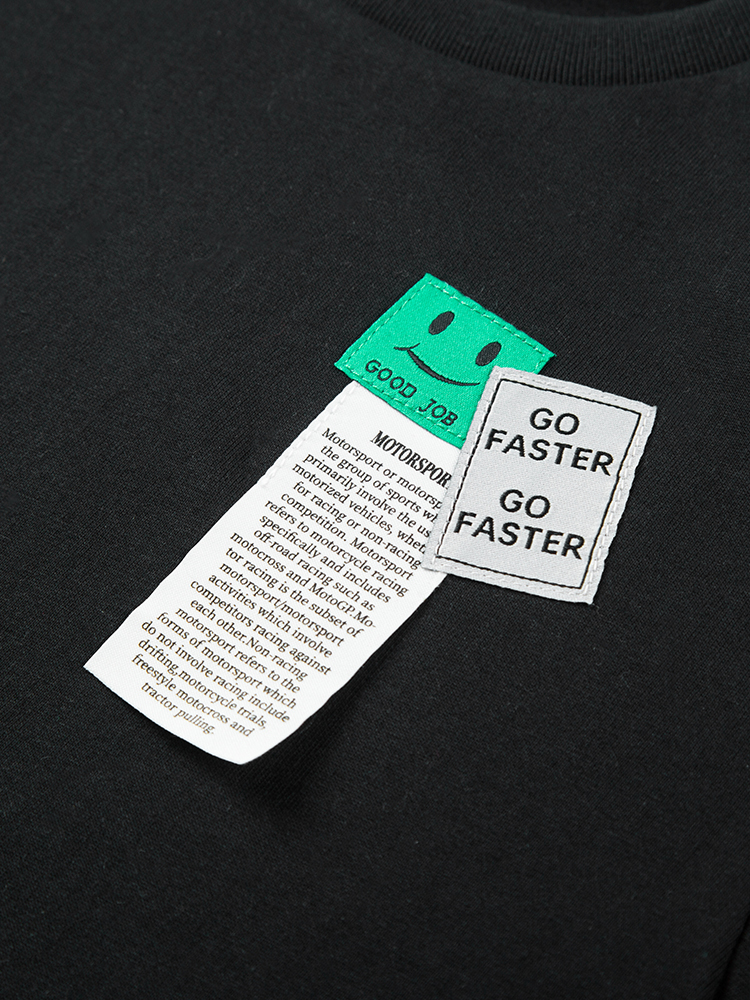 GOOD JOB
GO
FASTER
GO
FASTER
MOTORSPOR
Motorsport or motorsp
the group of sports wh
primarily involve the us
motorized vehicles, whet
for racing or non-racing
competition. Motorsport
refers to motorcycle racing
specifically and includes
off-road racing such as
motocross and MotoGP.Mo-
tor racing is the subset of
motorsport/motorsport
activities which involve
competitors racing against
each other.Non-racing
motorsport refers to the
forms of motorsport which
do not involve racing include
drifting,motorcycle trials,
freestyle motocross and
tractor pulling.